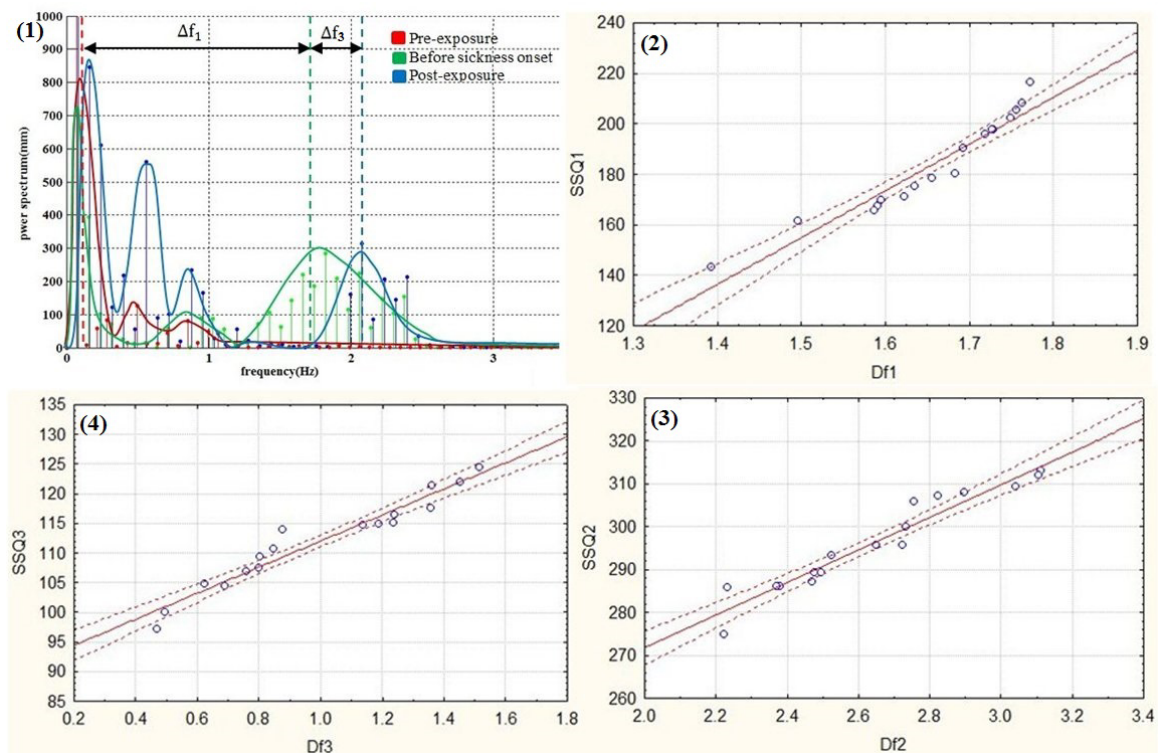 (1)
Δf1
Δf3
Pre-exposure
Before sickness onset
Post-exposure
pwer spectrum(mm)
1000
900
800
700
600
500
400
300
200
100
0
0 1 2 3
frequency(Hz)
(2)
SSQ1
240
220
200
180
160
140
120
1.3 1.4 1.5 1.6 1.7 1.8 1.9
Df1
(4)
SSQ3
135
130
125
120
115
110
105
100
95
90
85
0.2 0.4 0.6 0.8 1.0 1.2 1.4 1.6 1.8
Df3
(3)
SSQ2
330
320
310
300
290
280
270
260
2.0 2.2 2.4 2.6 2.8 3.0 3.2 3.4
Df2